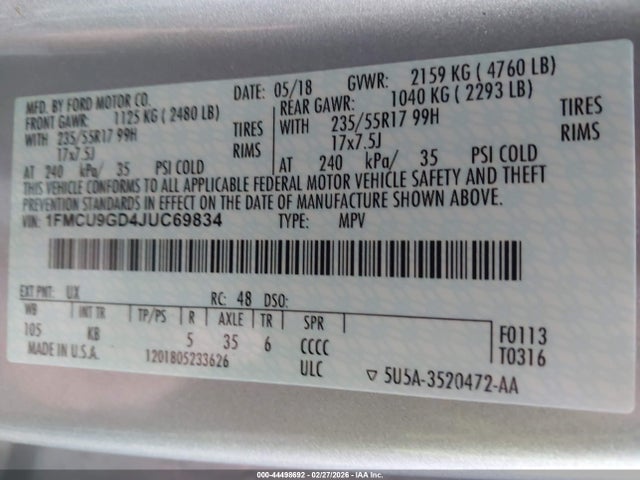 MFD. BY FORD MOTOR CO. DATE: 05/18 GVWR: 2159 KG ( 4760 LB)
FRONT GAWR: 1125 KG ( 2480 LB) REAR GAWR: 1040 KG ( 2293 LB)
WITH 235/55R17 99H TIRES WITH 235/55R17 99H TIRES
17x7.5J RIMS 17x7.5J RIMS
AT 240 kPa/ 35 PSI COLD AT 240 kPa/ 35 PSI COLD
THIS VEHICLE CONFORMS TO ALL APPLICABLE FEDERAL MOTOR VEHICLE SAFETY AND THEFT
PREVENTION STANDARDS IN EFFECT ON THE DATE OF MANUFACTURE SHOWN ABOVE.
VIN: 1FMCU9GD4JUC69834 TYPE: MPV
EXT PNT: UX RC: 48 DSO:
WB INT TR TP/PS R AXLE TR SPR
105 KB 5 35 6 CCCC F0113
MADE IN U.S.A. 1201805233626 ULC T0316
▽ 5U5A-3520472-AA
000-44498692 - 02/27/2026 - IAA Inc.